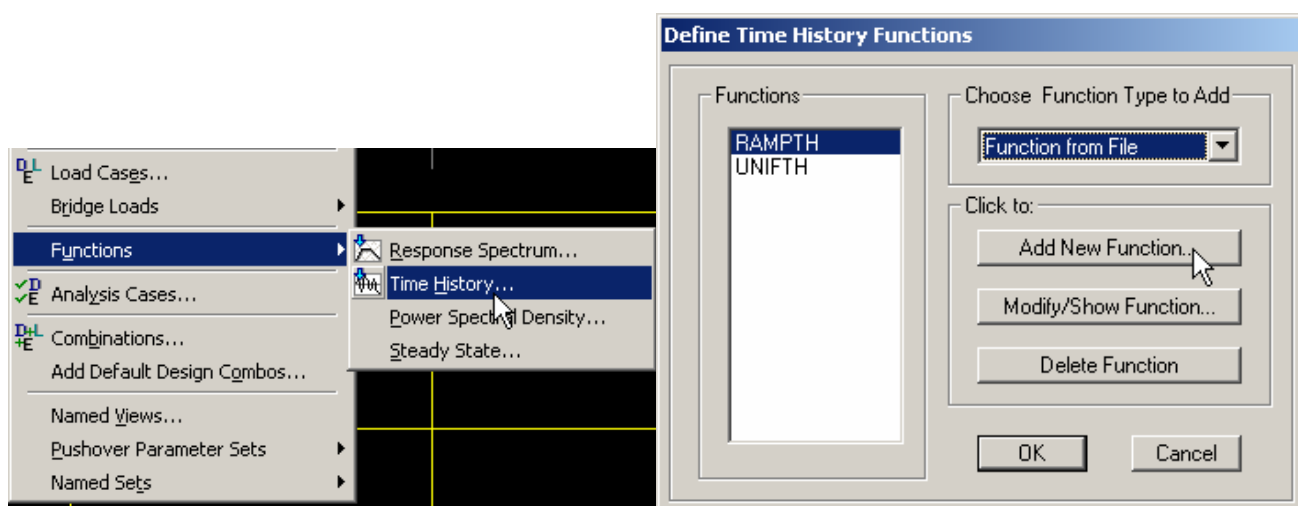 Load Cases...
Bridge Loads
Functions
Analysis Cases...
Combinations...
Add Default Design Combos...
Named Views...
Pushover Parameter Sets
Named Sets
Response Spectrum...
Time History...
Power Spectral Density...
Steady State...
Define Time History Functions
Functions
RAMPTH
UNIFTH
Choose Function Type to Add
Function from File
Click to:
Add New Function...
Modify/Show Function...
Delete Function
OK
Cancel